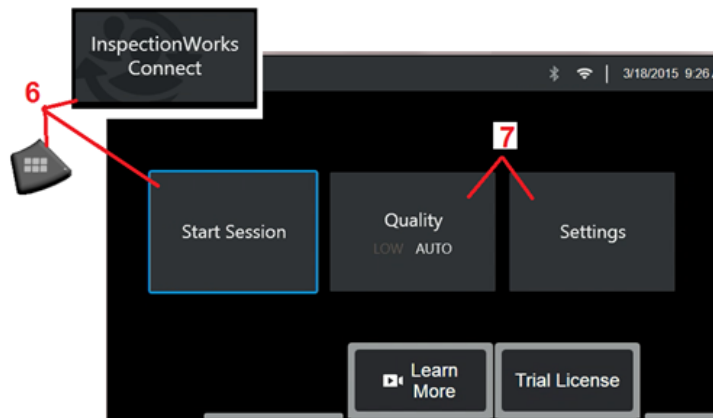 InspectionWorks
Connect
6
3/18/2015 9:26
7
Start Session
Quality
LOW AUTO
Settings
Learn
More
Trial License